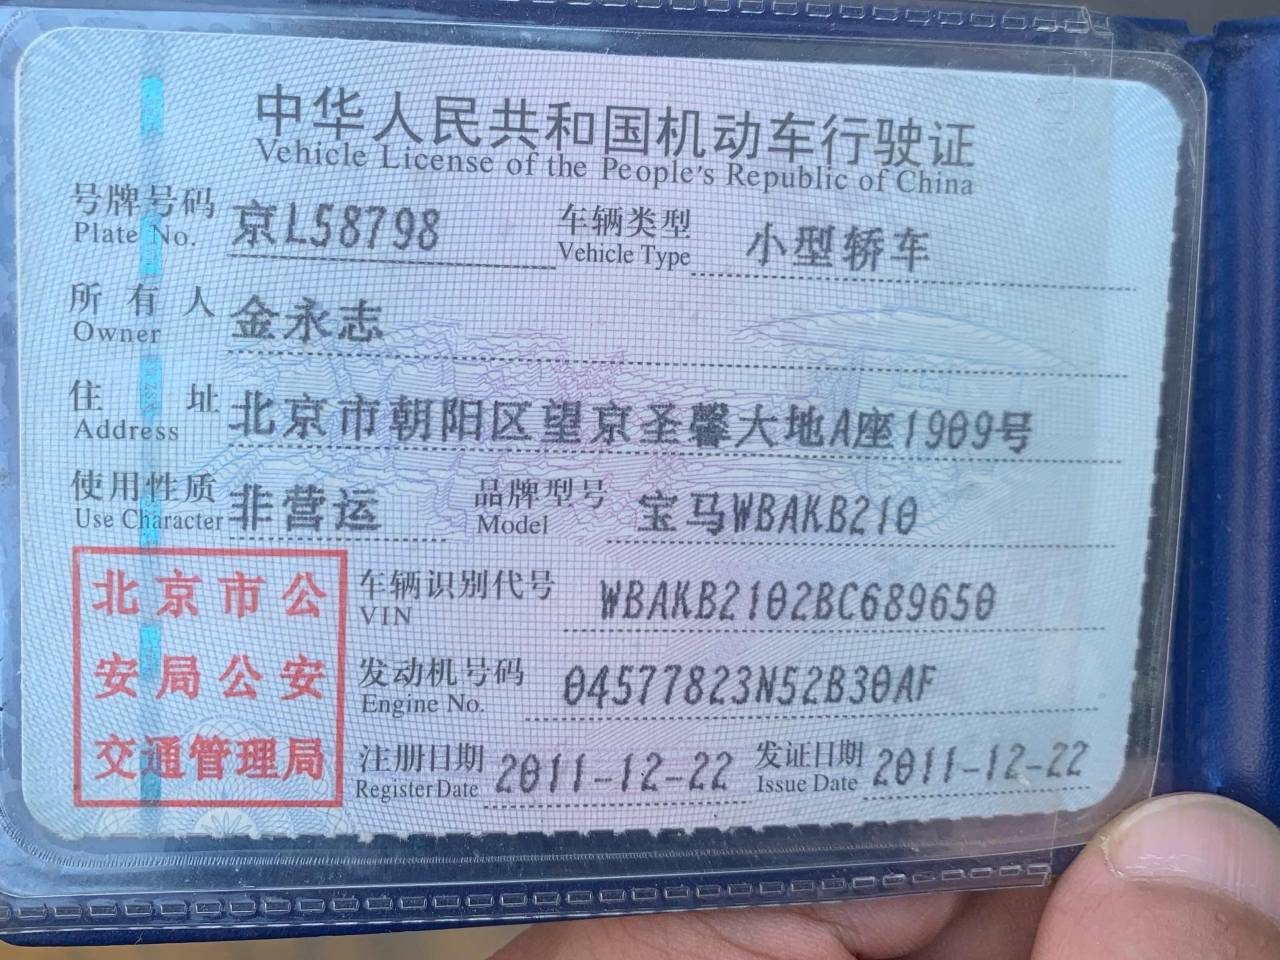 中华人民共和国机动车行驶证
Vehicle License of the People's Republic of China
号牌号码 京L58798 车辆类型 小型轿车
Plate No. Vehicle Type
所有人 金永志
Owner
住址 北京市朝阳区望京圣馨大地A座1909号
Address
使用性质 非营运 品牌型号 宝马WBAKB210
Use Character Model
车辆识别代号 WBAKB2102BC689650
VIN
发动机号码 04577823N52B30AF
Engine No.
注册日期 2011-12-22 发证日期 2011-12-22
Register Date Issue Date
北京市公
安局公安
交通管理局